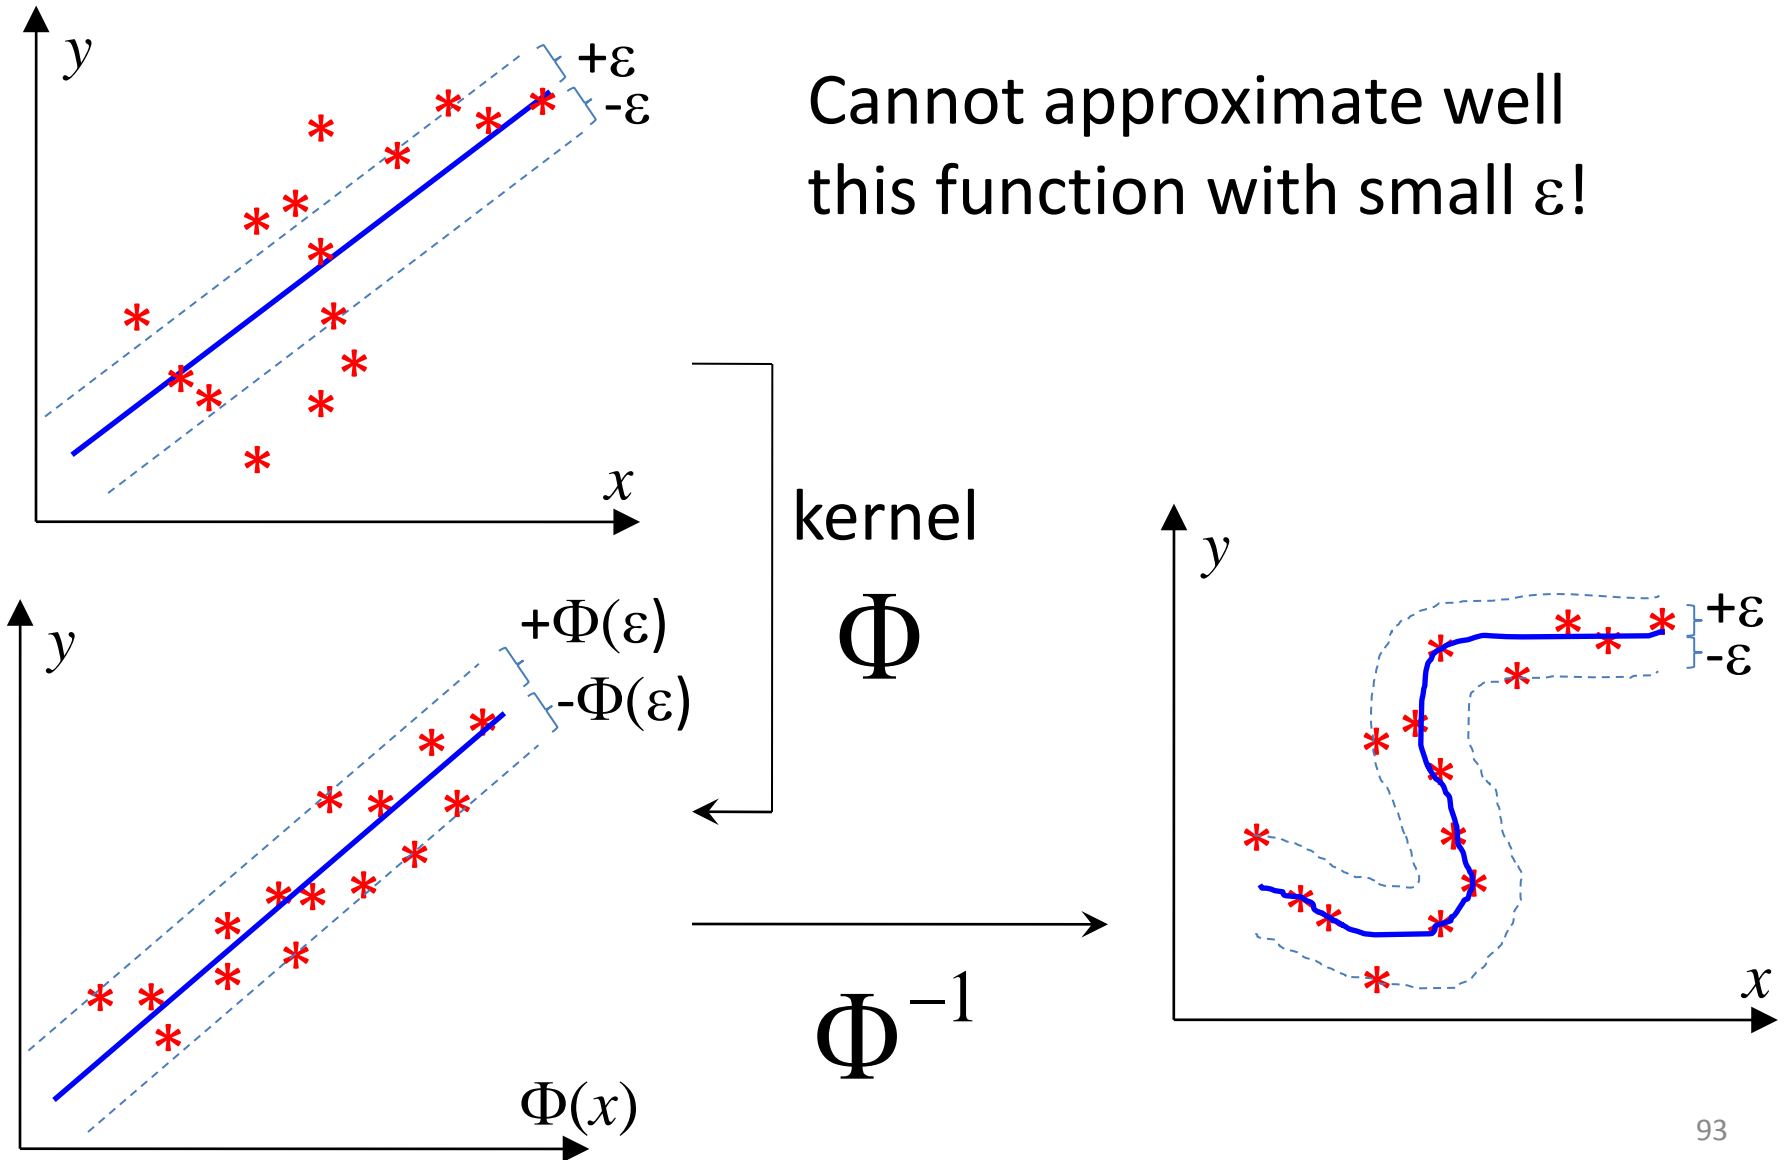 y
+ε
-ε
x
Cannot approximate well
this function with small ε!
kernel
Φ
y
+Φ(ε)
-Φ(ε)
Φ(x)
Φ⁻¹
y
+ε
-ε
x
93